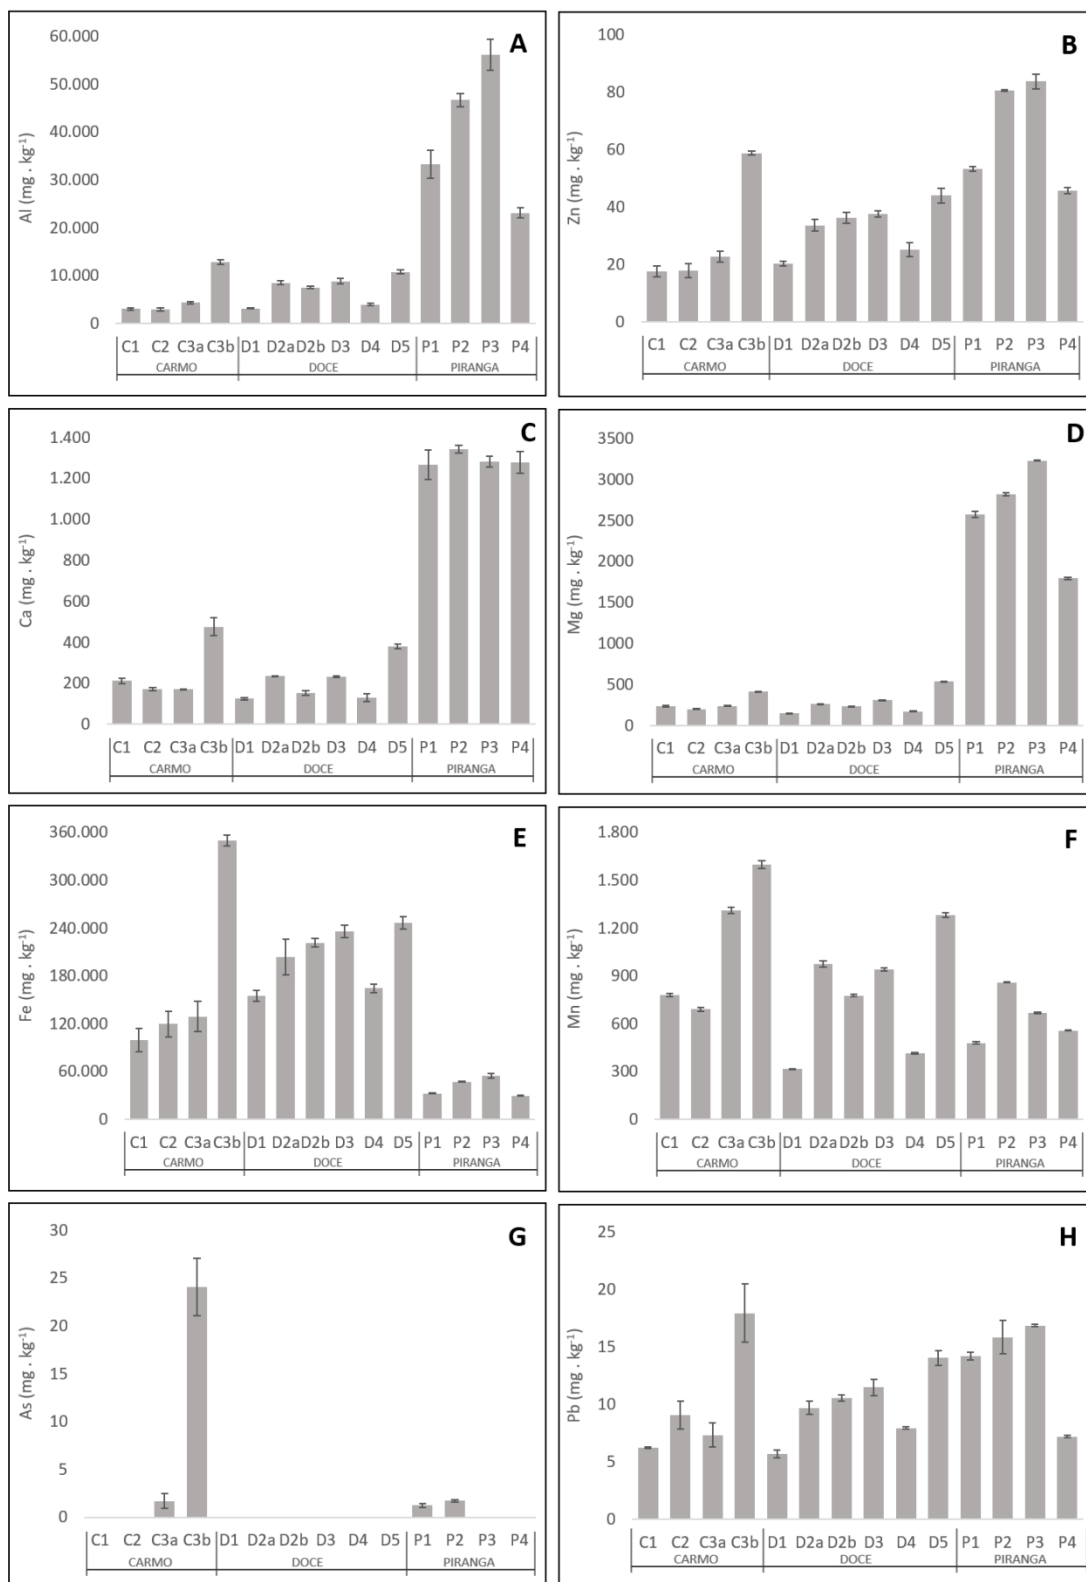 A
Al (mg . kg⁻¹)
60.000
50.000
40.000
30.000
20.000
10.000
0
C1 C2 C3a C3b D1 D2a D2b D3 D4 D5 P1 P2 P3 P4
CARMO DOCE PIRANGA
B
Zn (mg . kg⁻¹)
100
80
60
40
20
0
C1 C2 C3a C3b D1 D2a D2b D3 D4 D5 P1 P2 P3 P4
CARMO DOCE PIRANGA
C
Ca (mg . kg⁻¹)
1.400
1.200
1.000
800
600
400
200
0
C1 C2 C3a C3b D1 D2a D2b D3 D4 D5 P1 P2 P3 P4
CARMO DOCE PIRANGA
D
Mg (mg . kg⁻¹)
3500
3000
2500
2000
1500
1000
500
0
C1 C2 C3a C3b D1 D2a D2b D3 D4 D5 P1 P2 P3 P4
CARMO DOCE PIRANGA
E
Fe (mg . kg⁻¹)
360.000
300.000
240.000
180.000
120.000
60.000
0
C1 C2 C3a C3b D1 D2a D2b D3 D4 D5 P1 P2 P3 P4
CARMO DOCE PIRANGA
F
Mn (mg . kg⁻¹)
1.800
1.500
1.200
900
600
300
0
C1 C2 C3a C3b D1 D2a D2b D3 D4 D5 P1 P2 P3 P4
CARMO DOCE PIRANGA
G
As (mg . kg⁻¹)
30
25
20
15
10
5
0
C1 C2 C3a C3b D1 D2a D2b D3 D4 D5 P1 P2 P3 P4
CARMO DOCE PIRANGA
H
Pb (mg . kg⁻¹)
25
20
15
10
5
0
C1 C2 C3a C3b D1 D2a D2b D3 D4 D5 P1 P2 P3 P4
CARMO DOCE PIRANGA